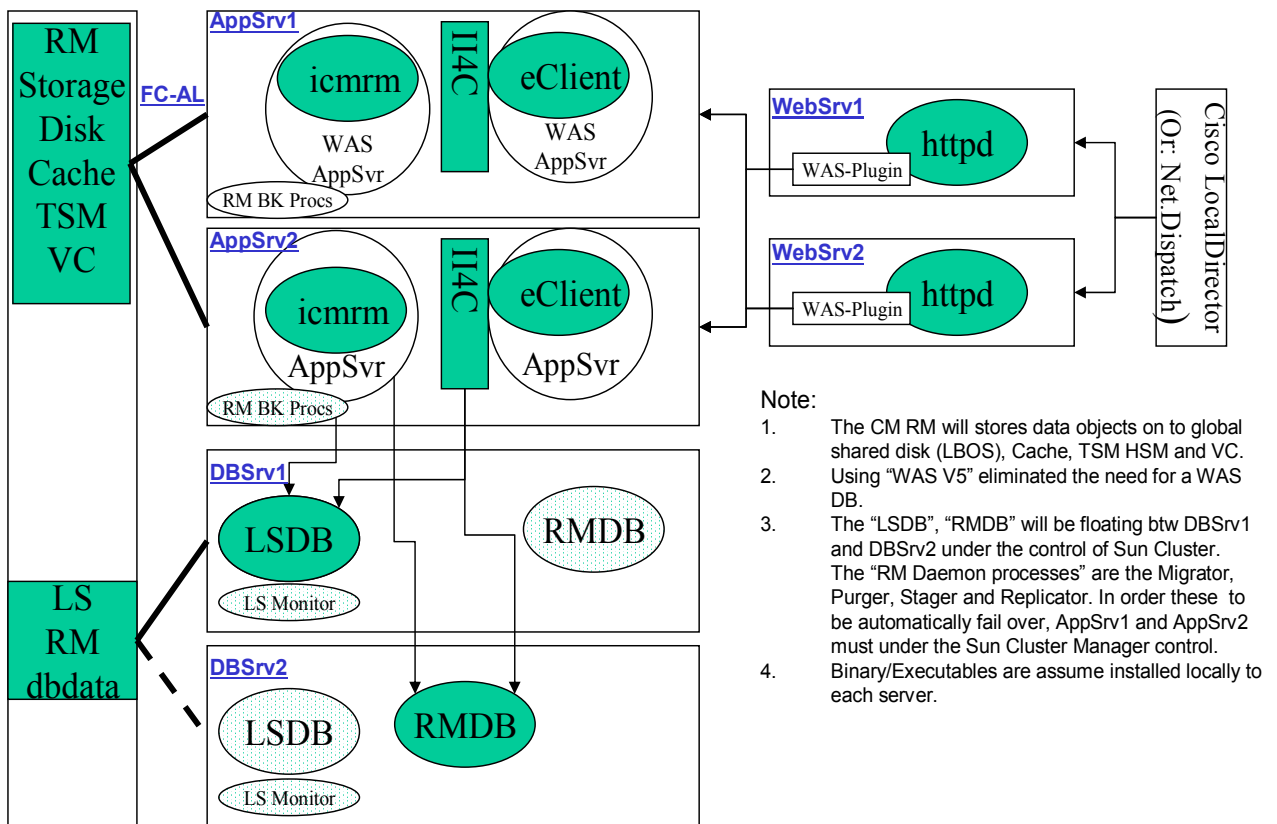 RM
Storage
Disk
Cache
TSM
VC
FC-AL
LS
RM
dbdata
AppSrv1
icmrm
WAS
AppSvr
RM BK Procs
II4C
eClient
WAS
AppSvr
AppSrv2
icmrm
AppSvr
RM BK Procs
II4C
eClient
AppSvr
DBSrv1
LSDB
LS Monitor
RMDB
DBSrv2
LSDB
LS Monitor
RMDB
WebSrv1
httpd
WAS-Plugin
WebSrv2
httpd
WAS-Plugin
Cisco LocalDirector
(Or: Net.Dispatch)
Note:
1. The CM RM will stores data objects on to global
shared disk (LBOS), Cache, TSM HSM and VC.
2. Using “WAS V5” eliminated the need for a WAS
DB.
3. The “LSDB”, “RMDB” will be floating btw DBSrv1
and DBSrv2 under the control of Sun Cluster.
The “RM Daemon processes” are the Migrator,
Purger, Stager and Replicator. In order these to
be automatically fail over, AppSrv1 and AppSrv2
must under the Sun Cluster Manager control.
4. Binary/Executables are assume installed locally to
each server.